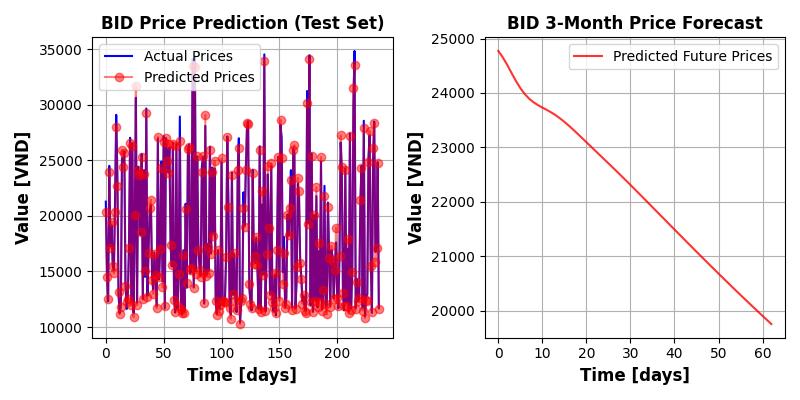 BID Price Prediction (Test Set)
Value [VND]
35000
30000
25000
20000
15000
10000
Actual Prices
Predicted Prices
0 50 100 150 200
Time [days]
BID 3-Month Price Forecast
Value [VND]
25000
24000
23000
22000
21000
20000
Predicted Future Prices
0 10 20 30 40 50 60
Time [days]